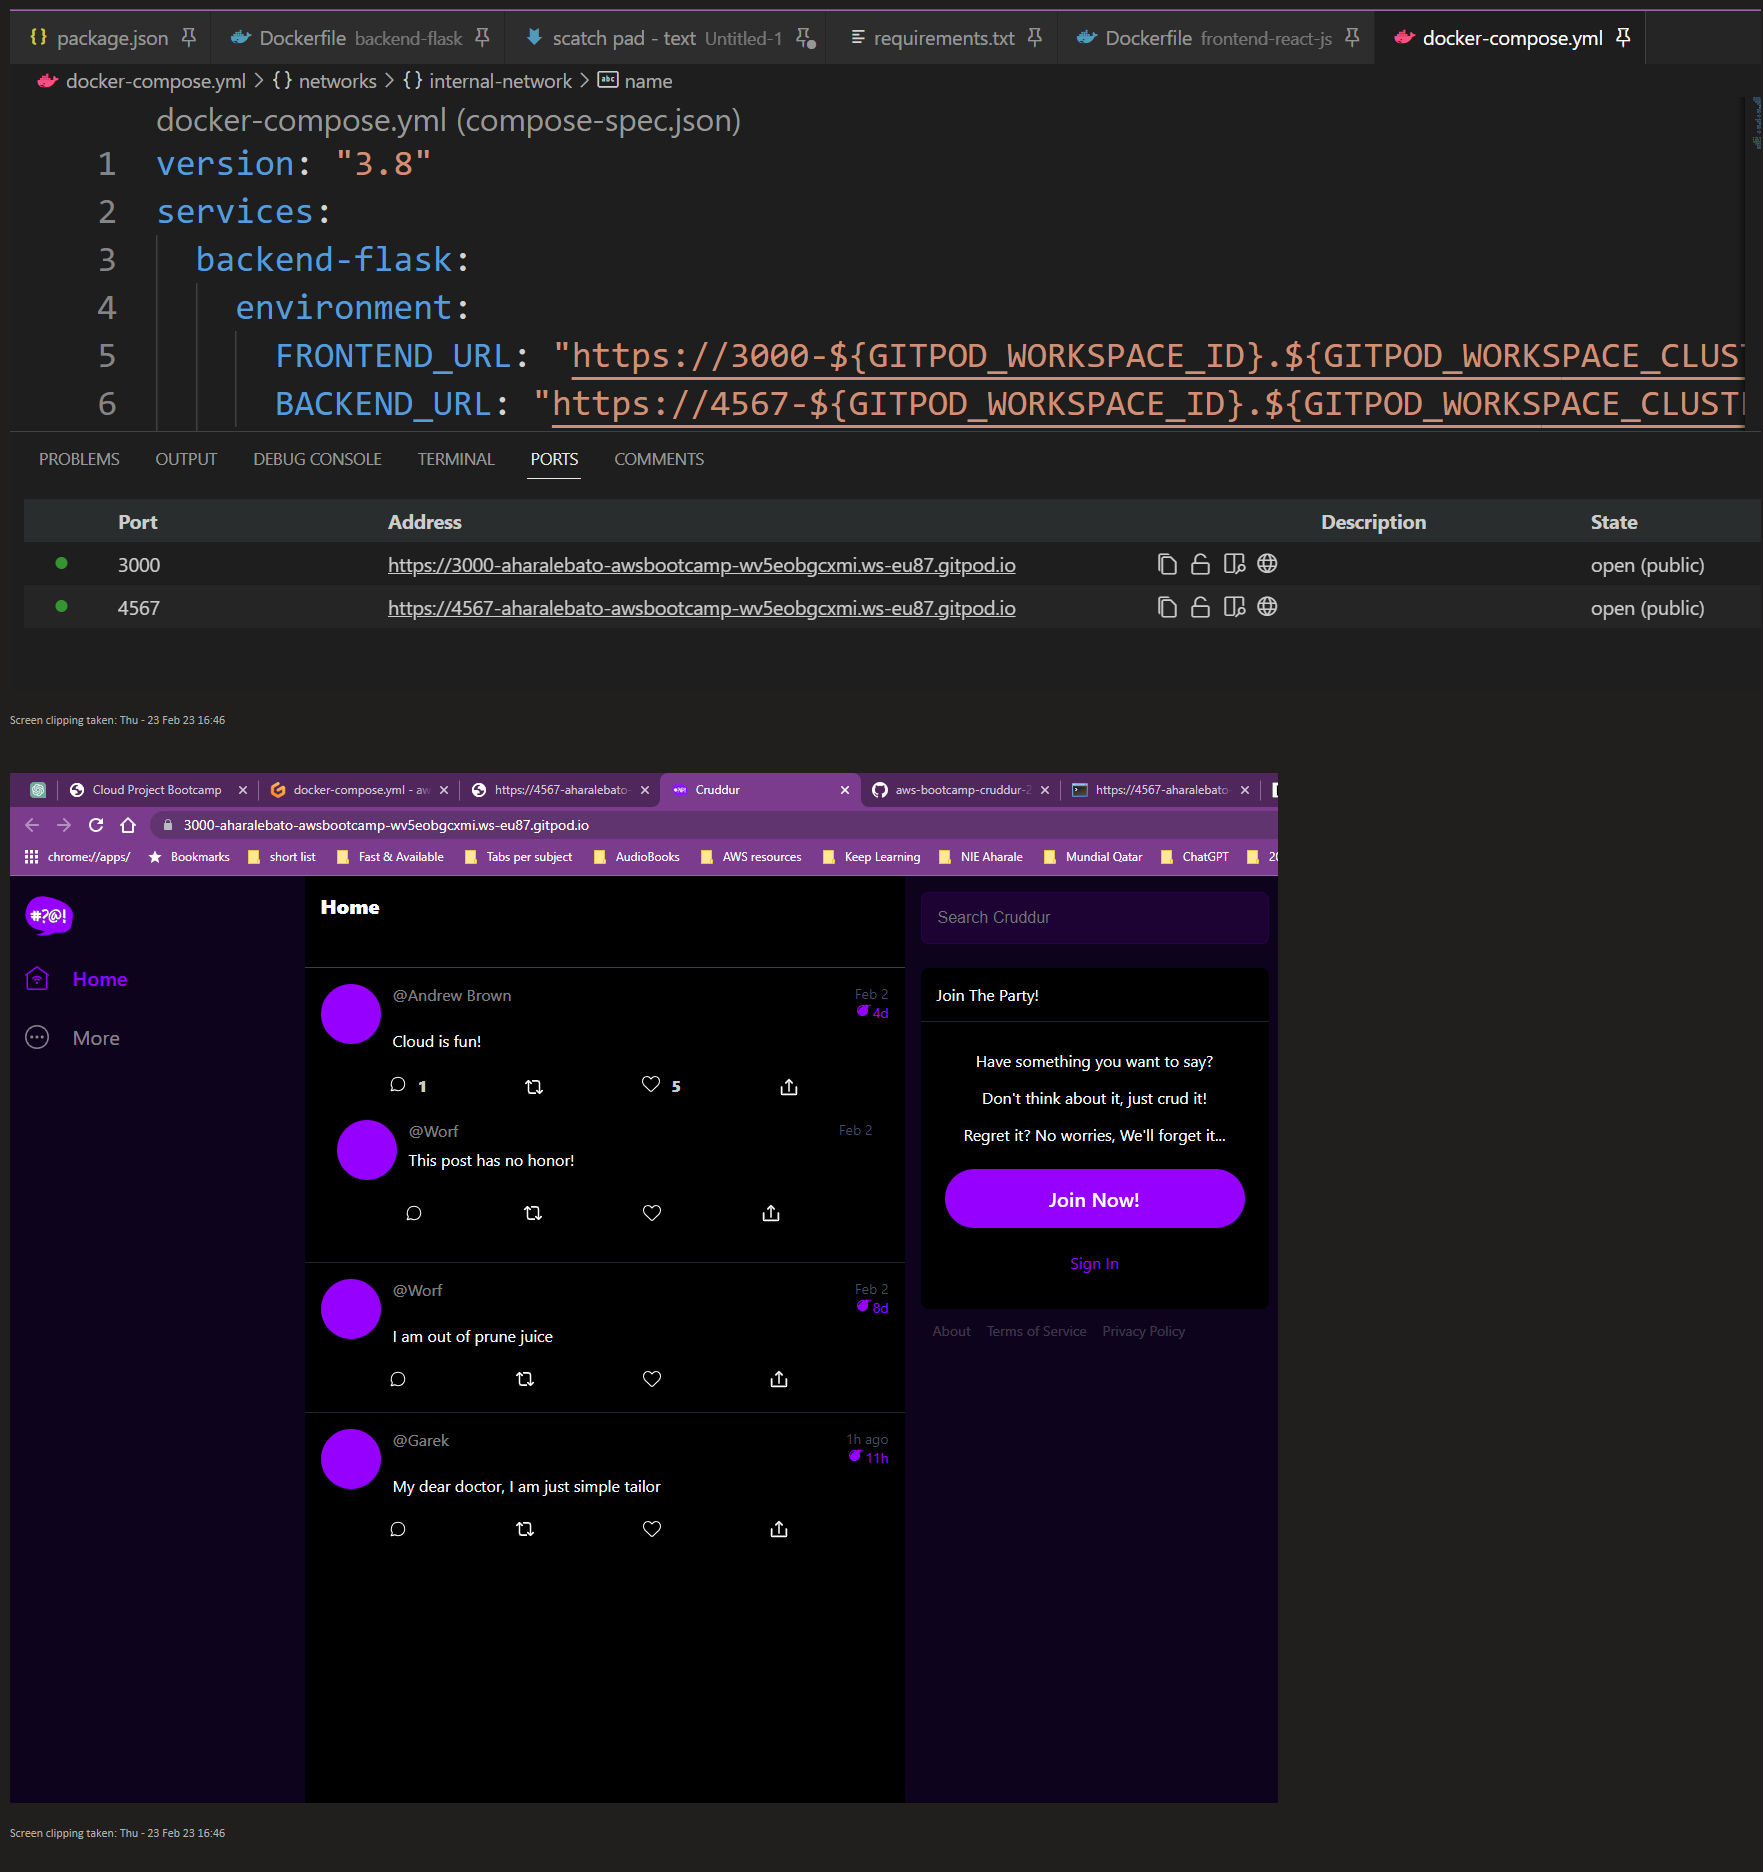 package.json Dockerfile backend-flask scatch pad - text Untitled-1 requirements.txt Dockerfile frontend-react-js docker-compose.yml
docker-compose.yml > {} networks > {} internal-network > abc name
docker-compose.yml (compose-spec.json)
1 version: "3.8"
2 services:
3 backend-flask:
4 environment:
5 FRONTEND_URL: "https://3000-${GITPOD_WORKSPACE_ID}.${GITPOD_WORKSPACE_CLUST
6 BACKEND_URL: "https://4567-${GITPOD_WORKSPACE_ID}.${GITPOD_WORKSPACE_CLUST
PROBLEMS OUTPUT DEBUG CONSOLE TERMINAL PORTS COMMENTS
Port Address Description State
3000 https://3000-aharalebato-awsbootcamp-wv5eobgcxmi.ws-eu87.gitpod.io open (public)
4567 https://4567-aharalebato-awsbootcamp-wv5eobgcxmi.ws-eu87.gitpod.io open (public)
Screen clipping taken: Thu - 23 Feb 23 16:46
Cloud Project Bootcamp docker-compose.yml - aw https://4567-aharalebato- Cruddur aws-bootcamp-cruddur-2 https://4567-aharalebato-
3000-aharalebato-awsbootcamp-wv5eobgcxmi.ws-eu87.gitpod.io
chrome://apps/ Bookmarks short list Fast & Available Tabs per subject AudioBooks AWS resources Keep Learning NIE Aharale Mundial Qatar ChatGPT 20
#?@!
Home
More
Home
@Andrew Brown Feb 2
4d
Cloud is fun!
1 5
@Worf Feb 2
This post has no honor!
@Worf Feb 2
8d
I am out of prune juice
@Garek 1h ago
11h
My dear doctor, I am just simple tailor
Search Cruddur
Join The Party!
Have something you want to say?
Don't think about it, just crud it!
Regret it? No worries, We'll forget it...
Join Now!
Sign In
About Terms of Service Privacy Policy
Screen clipping taken: Thu - 23 Feb 23 16:46